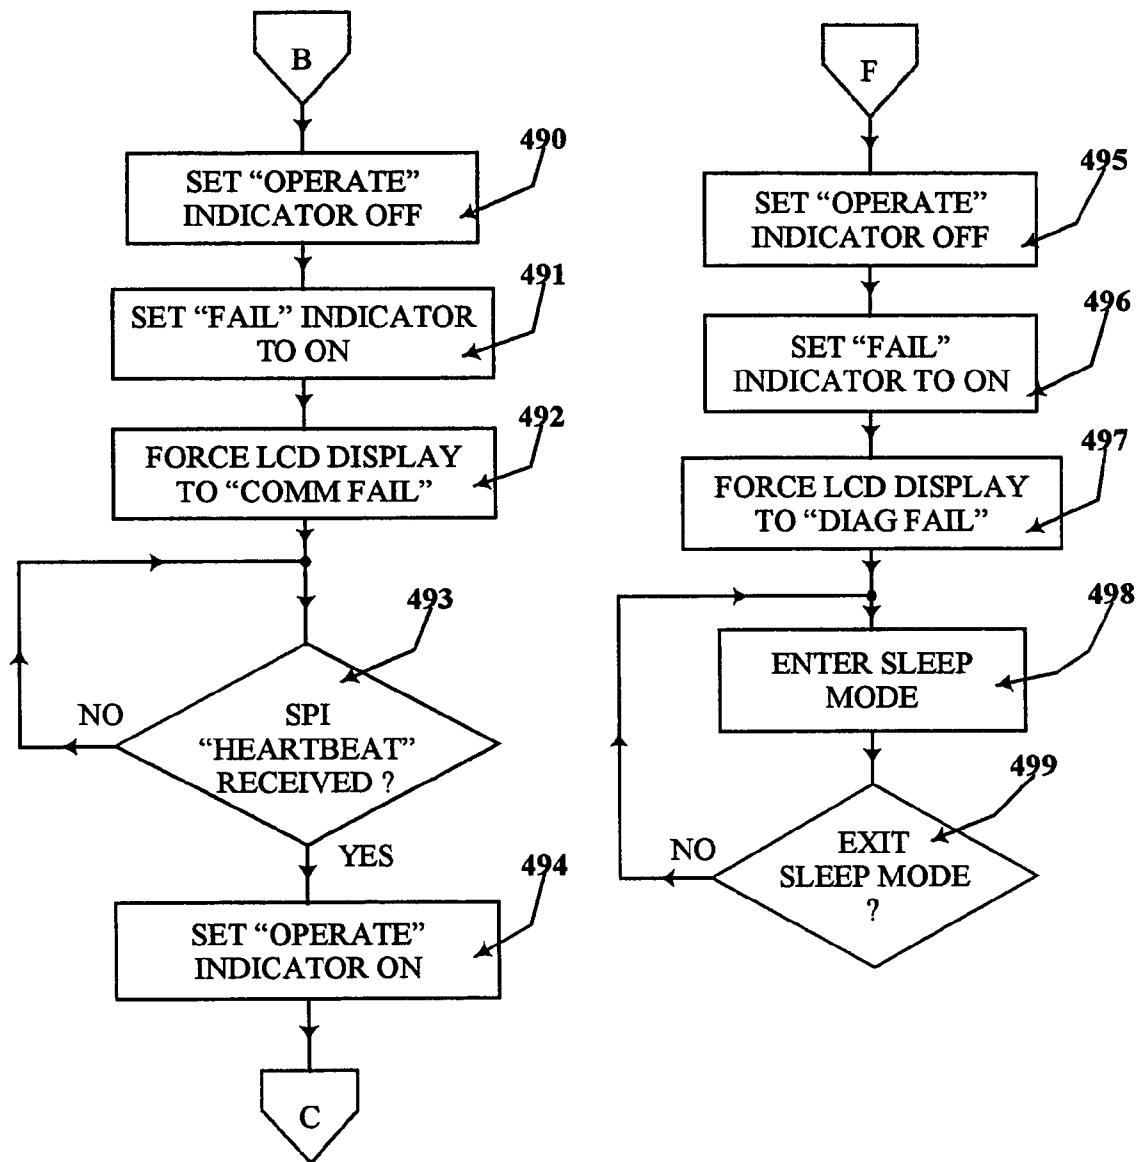 B
490
SET “OPERATE”
INDICATOR OFF
491
SET “FAIL” INDICATOR
TO ON
492
FORCE LCD DISPLAY
TO “COMM FAIL”
493
NO
SPI
“HEARTBEAT”
RECEIVED ?
YES
494
SET “OPERATE”
INDICATOR ON
C
F
495
SET “OPERATE”
INDICATOR OFF
496
SET “FAIL”
INDICATOR TO ON
497
FORCE LCD DISPLAY
TO “DIAG FAIL”
498
ENTER SLEEP
MODE
499
NO
EXIT
SLEEP MODE
?